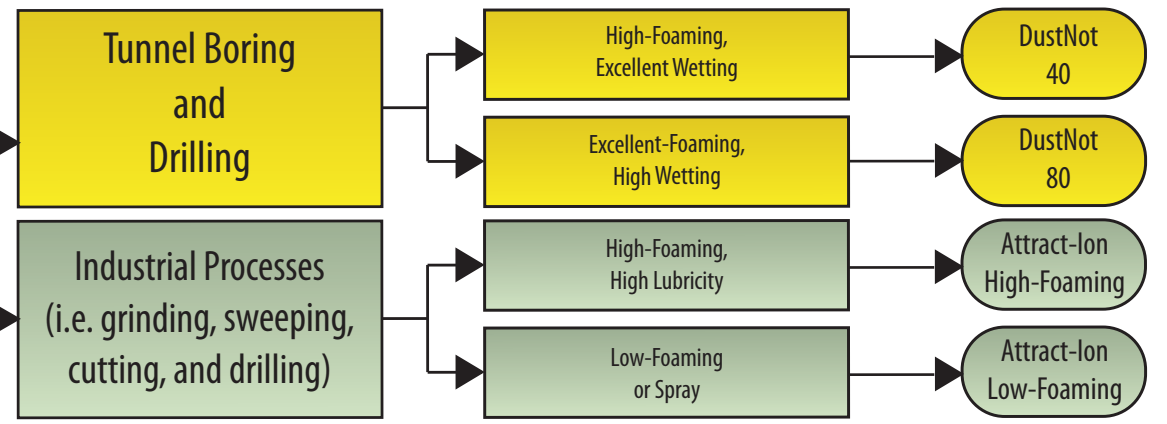 Tunnel Boring
and
Drilling
High-Foaming,
Excellent Wetting
DustNot
40
Excellent-Foaming,
High Wetting
DustNot
80
Industrial Processes
(i.e. grinding, sweeping,
cutting, and drilling)
High-Foaming,
High Lubricity
Attract-Ion
High-Foaming
Low-Foaming
or Spray
Attract-Ion
Low-Foaming